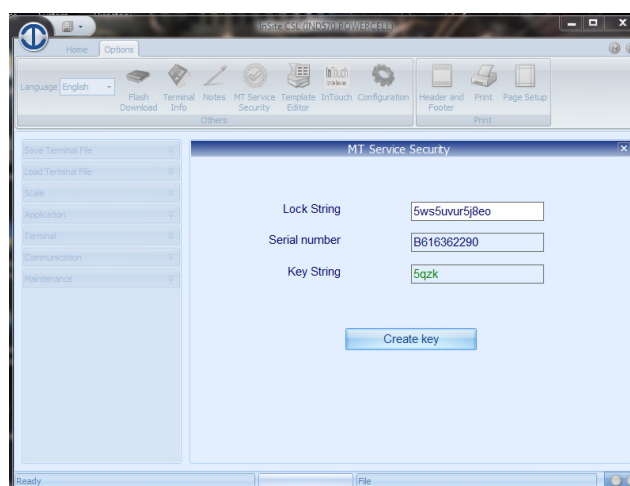 InSite CSL (IND570 POWERCELL)
Home Options
Language English
Flash Download
Terminal Info
Notes
MT Service Security
Template Editor
InTouch
Configuration
Header and Footer
Print
Page Setup
Others
Print
Save Terminal File
Load Terminal File
Scale
Application
Terminal
Communication
Maintenance
MT Service Security
Lock String 5ws5uvur5j8eo
Serial number B616362290
Key String 5qzk
Create key
Ready File